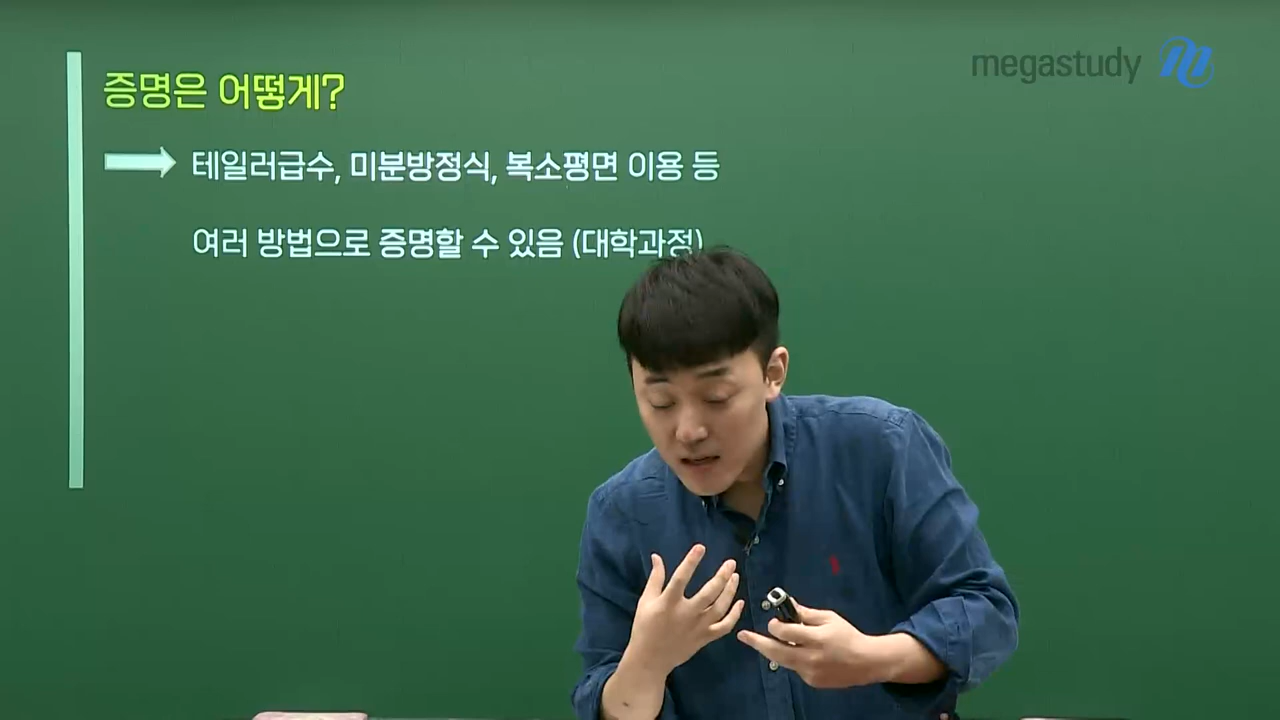 megastudy
증명은 어떻게?
테일러급수, 미분방정식, 복소평면 이용 등
여러 방법으로 증명할 수 있음 (대학과정)